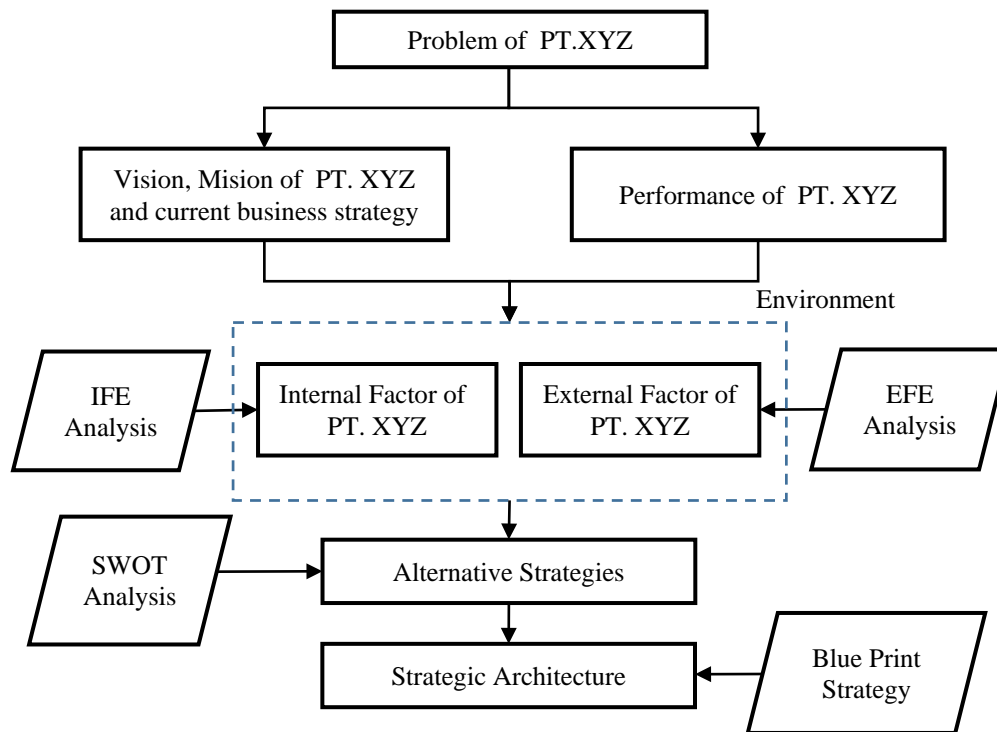 Problem of PT.XYZ
Vision, Mision of PT. XYZ
and current business strategy
Performance of PT. XYZ
Environment
IFE
Analysis
Internal Factor of
PT. XYZ
External Factor of
PT. XYZ
EFE
Analysis
SWOT
Analysis
Alternative Strategies
Strategic Architecture
Blue Print
Strategy